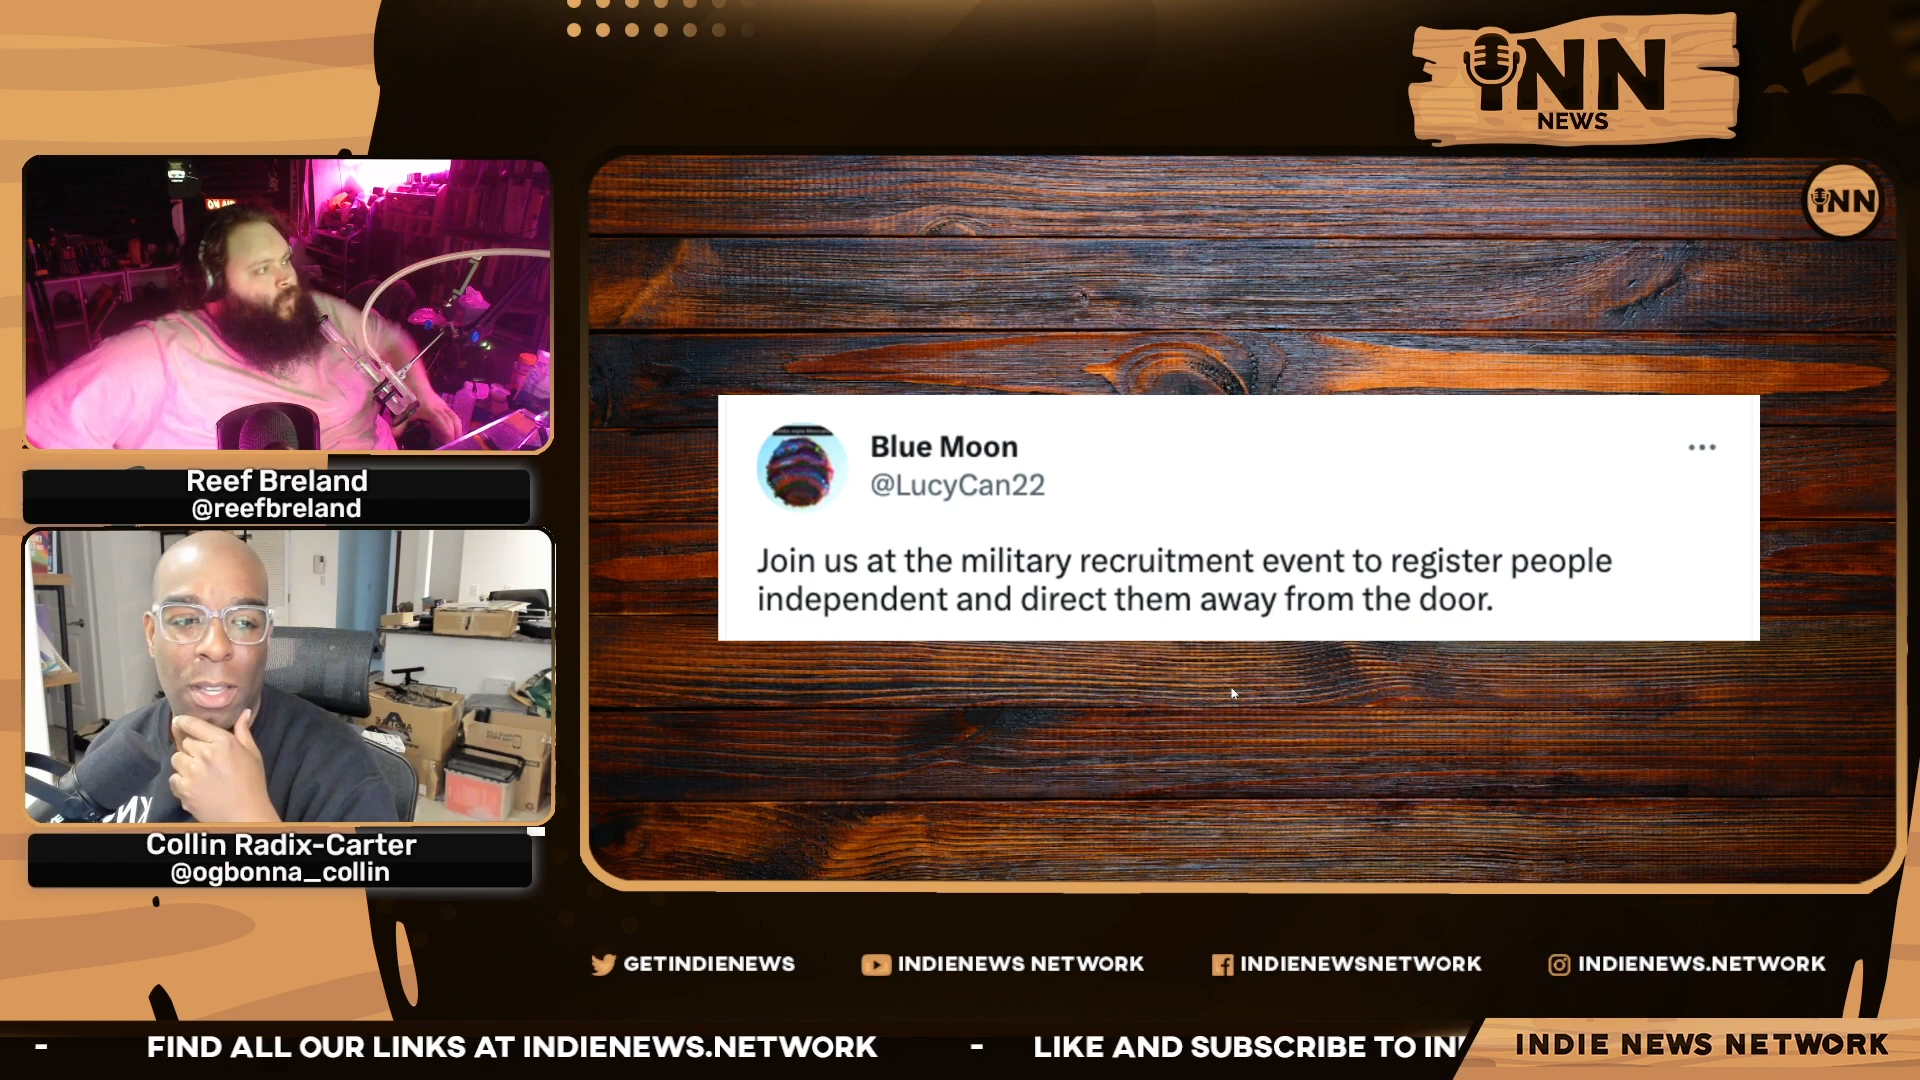 iNN
NEWS
iNN
ON AIR
Reef Breland
@reefbreland
Collin Radix-Carter
@ogbonna_collin
Blue Moon
@LucyCan22
Join us at the military recruitment event to register people
independent and direct them away from the door.
GETINDIENEWS
INDIENEWS NETWORK
INDIENEWSNETWORK
INDIENEWS.NETWORK
- FIND ALL OUR LINKS AT INDIENEWS.NETWORK - LIKE AND SUBSCRIBE TO
INDIE NEWS NETWORK